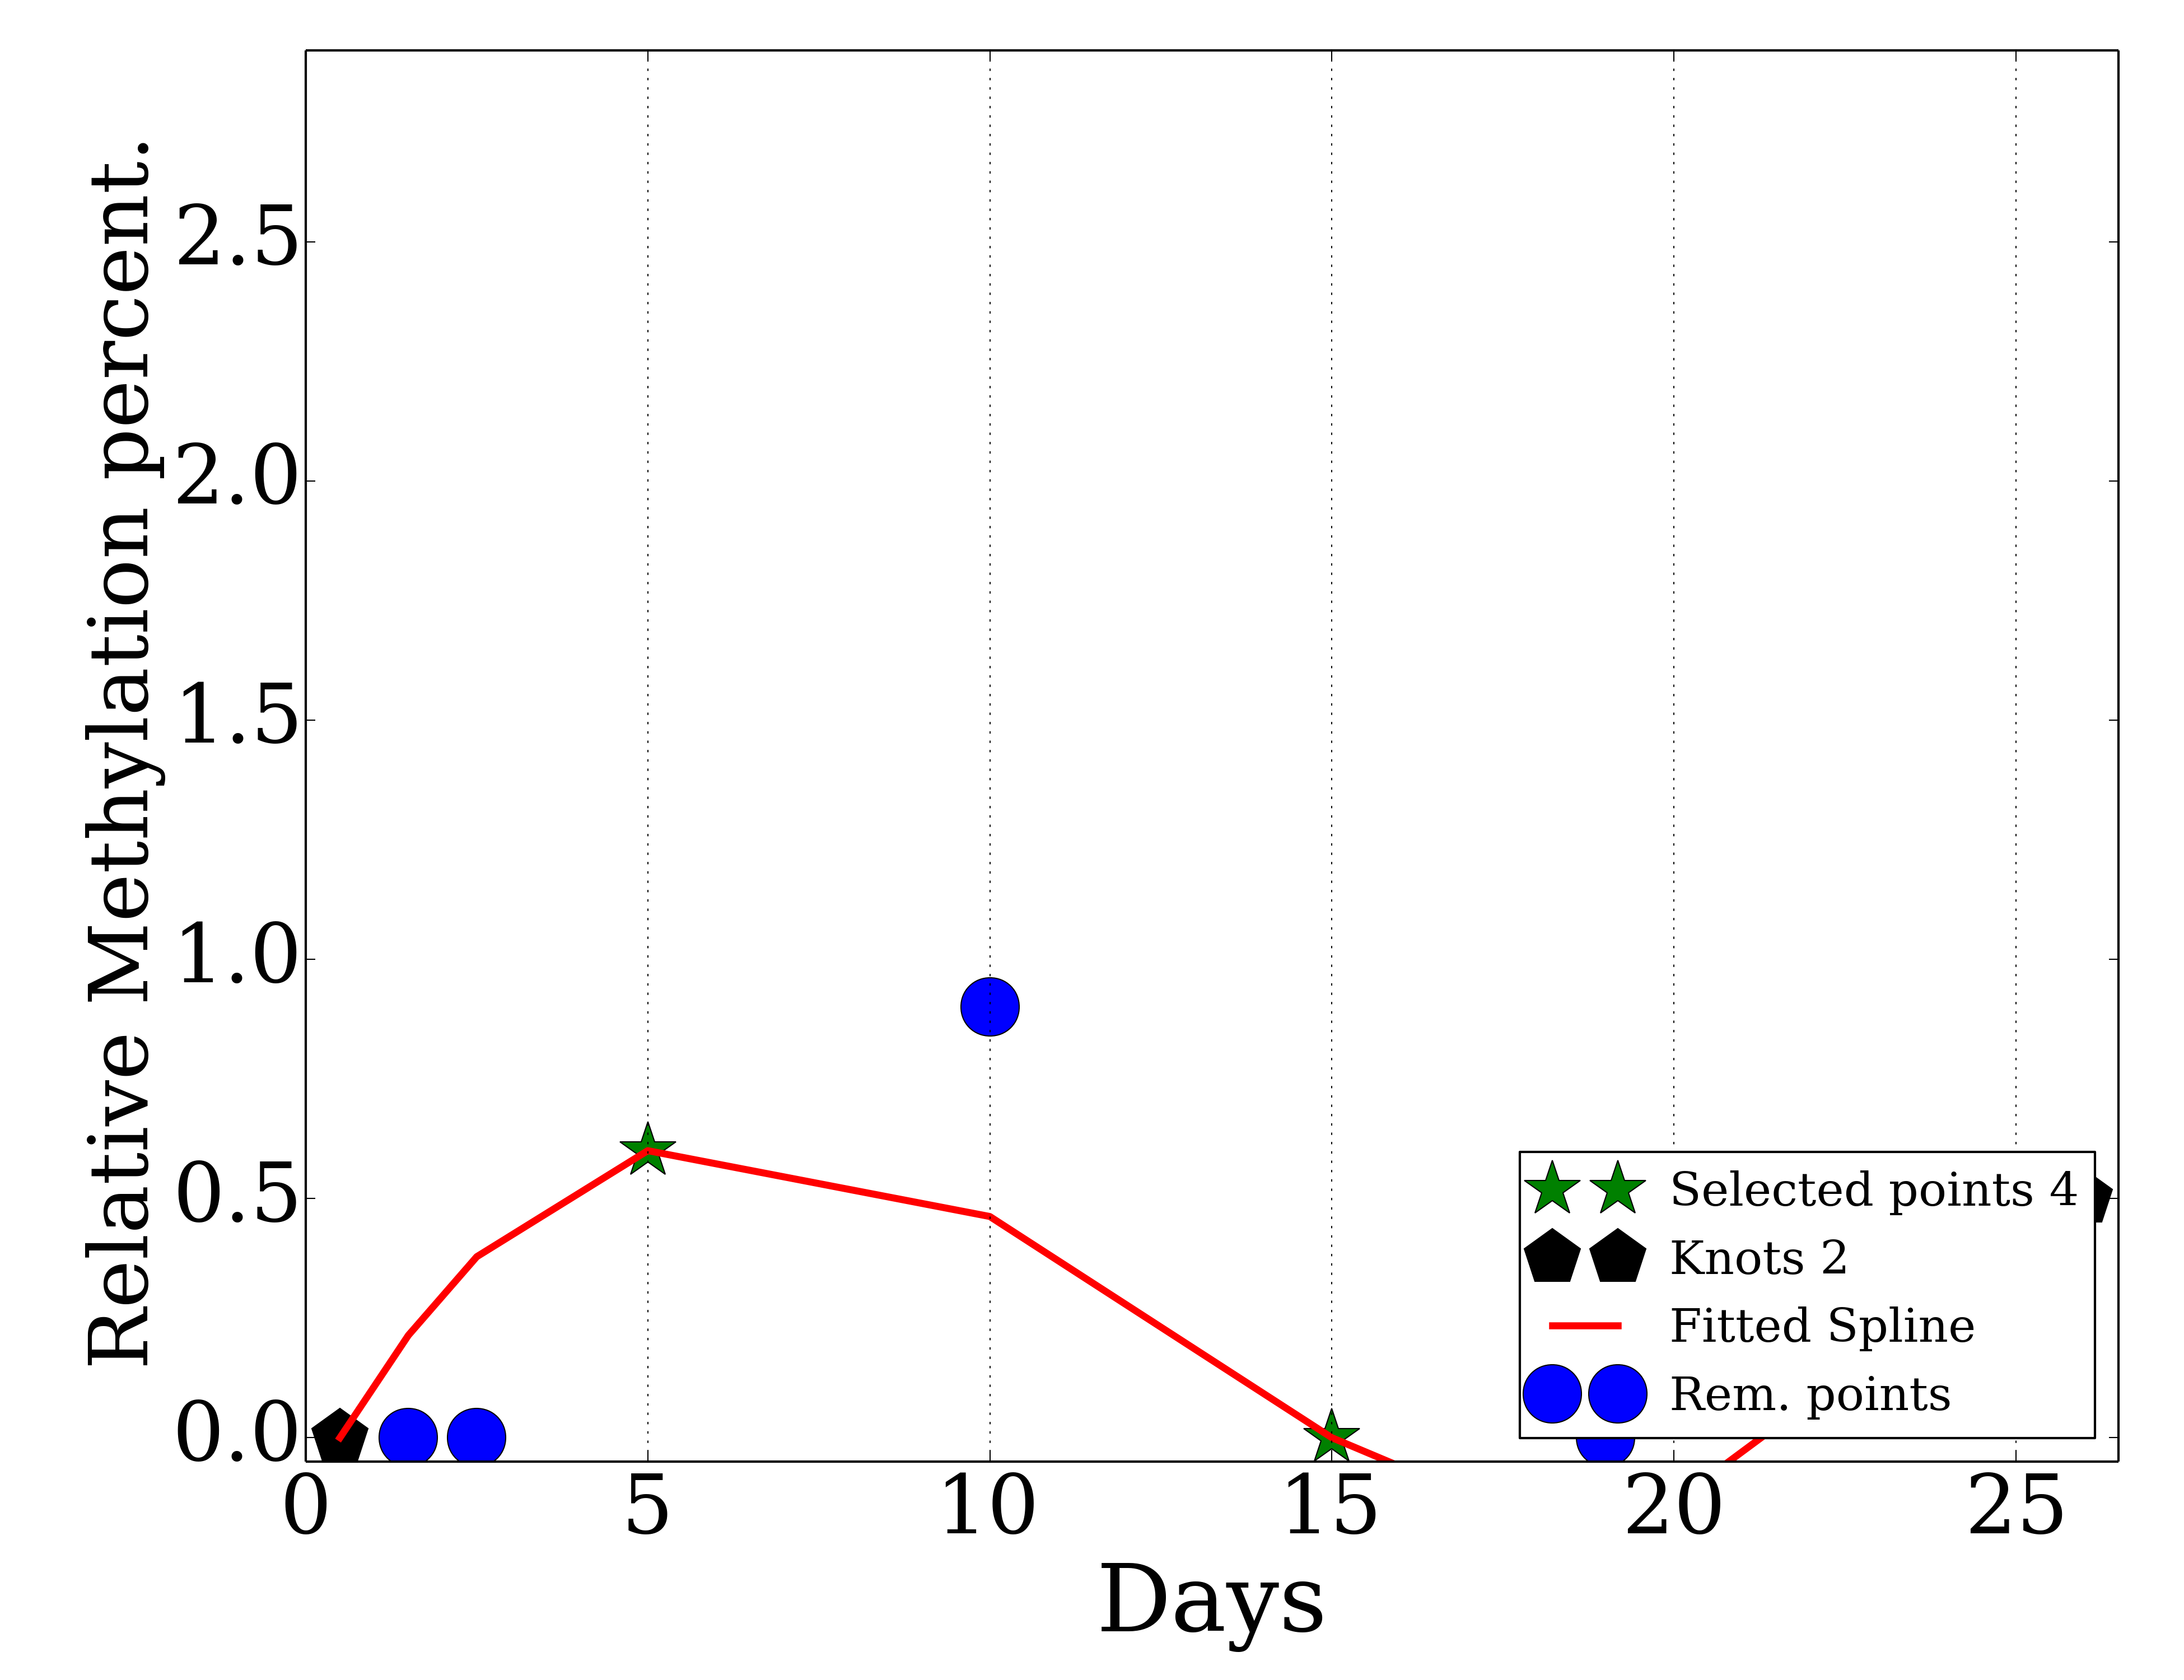 Relative Methylation percent.
2.5
2.0
1.5
1.0
0.5
0.0
0 5 10 15 20 25
Days
Selected points 4
Knots 2
Fitted Spline
Rem. points